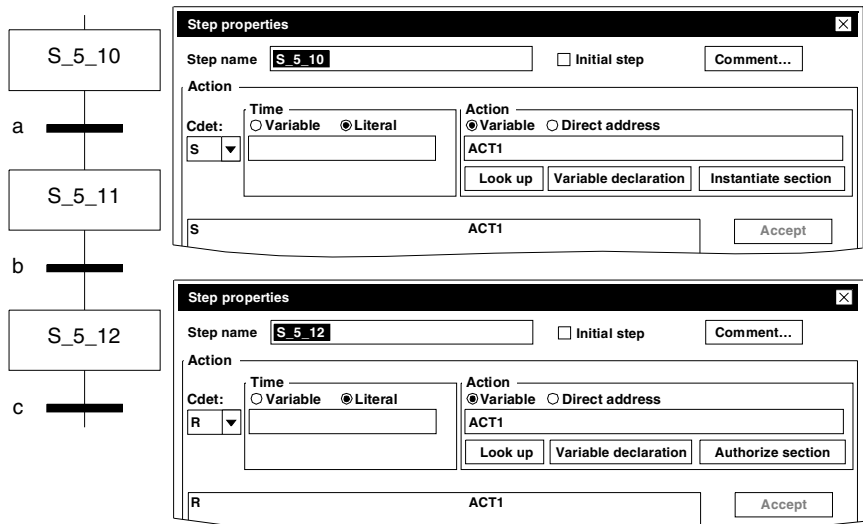 S_5_10
a
S_5_11
b
S_5_12
c
Step properties
Step name S_5_10 Initial step Comment...
Action
Time Action
Cdet: Variable Literal Variable Direct address
S ACT1
Look up Variable declaration Instantiate section
S ACT1 Accept
Step properties
Step name S_5_12 Initial step Comment...
Action
Time Action
Cdet: Variable Literal Variable Direct address
R ACT1
Look up Variable declaration Authorize section
R ACT1 Accept